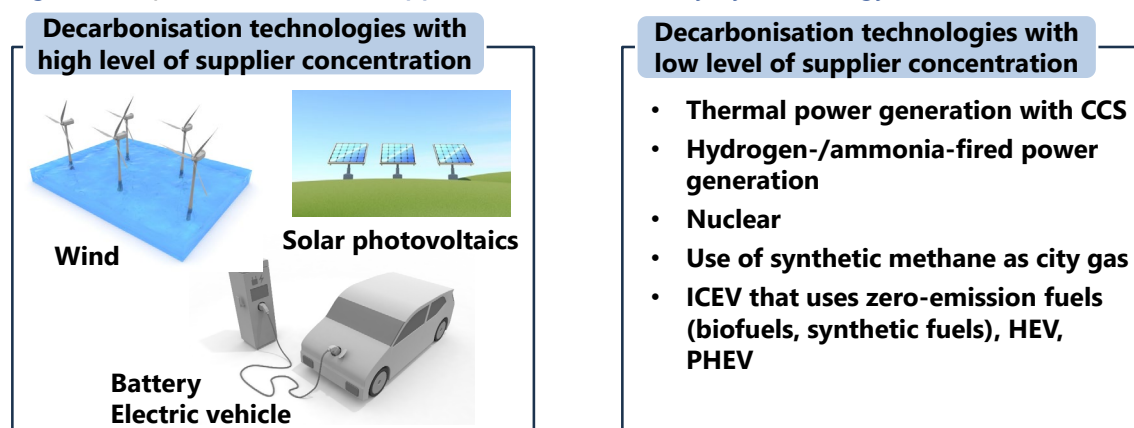 Decarbonisation technologies with
high level of supplier concentration
Wind
Solar photovoltaics
Battery
Electric vehicle
Decarbonisation technologies with
low level of supplier concentration
• Thermal power generation with CCS
• Hydrogen-/ammonia-fired power
generation
• Nuclear
• Use of synthetic methane as city gas
• ICEV that uses zero-emission fuels
(biofuels, synthetic fuels), HEV,
PHEV